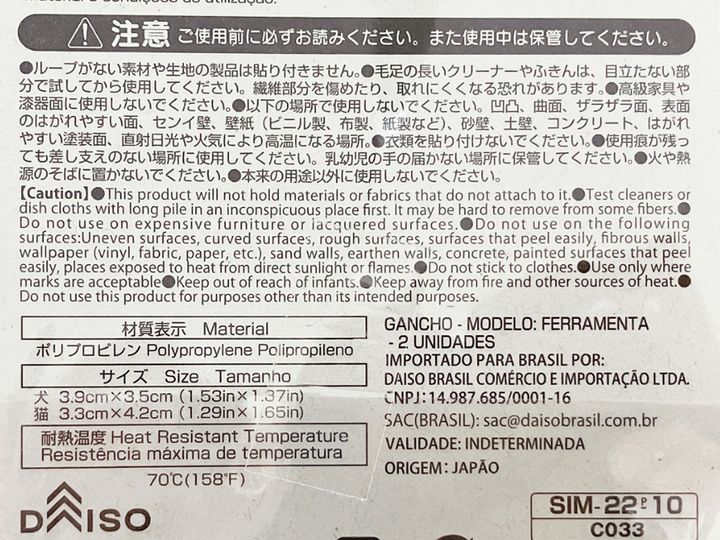 material e condições de utilização.
注意 ご使用前に必ずお読みください。また使用中は保管してください。
●ループがない素材や生地の製品は貼り付きません。●毛足の長いクリーナーやふきんは、目立たない部
分で試してから使用してください。繊維部分を傷めたり、取れにくくなる恐れがあります。●高級家具や
漆器面に使用しないでください。●以下の場所で使用しないでください。凹凸、曲面、ザラザラ面、表面
のはがれやすい面、センイ壁、壁紙（ビニル製、布製、紙製など）、砂壁、土壁、コンクリート、はがれ
やすい塗装面、直射日光や火気により高温になる場所。●衣類を貼り付けないでください。●使用痕が残っ
ても差し支えのない場所に使用してください。乳幼児の手の届かない場所に保管してください。●火や熱
源のそばに置かないでください。●本来の用途以外に使用しないでください。
【Caution】●This product will not hold materials or fabrics that do not attach to it.●Test cleaners or
dish cloths with long pile in an inconspicuous place first. It may be hard to remove from some fibers.●
Do not use on expensive furniture or lacquered surfaces.●Do not use on the following
surfaces:Uneven surfaces, curved surfaces, rough surfaces, surfaces that peel easily, fibrous walls,
wallpaper (vinyl, fabric, paper, etc.), sand walls, earthen walls, concrete, painted surfaces that peel
easily, places exposed to heat from direct sunlight or flames.●Do not stick to clothes.●Use only where
marks are acceptable●Keep out of reach of infants.●Keep away from fire and other sources of heat.●
Do not use this product for purposes other than its intended purposes.
材質表示 Material
ポリプロピレン Polypropylene Polipropileno
サイズ Size Tamanho
犬 3.9cm×3.5cm (1.53in×1.37in)
猫 3.3cm×4.2cm (1.29in×1.65in)
耐熱温度 Heat Resistant Temperature
Resistência máxima de temperatura
70℃(158°F)
DAISO
GANCHO - MODELO: FERRAMENTA
- 2 UNIDADES
IMPORTADO PARA BRASIL POR:
DAISO BRASIL COMÉRCIO E IMPORTAÇÃO LTDA.
CNPJ: 14.987.685/0001-16
SAC(BRASIL): sac@daisobrasil.com.br
VALIDADE: INDETERMINADA
ORIGEM: JAPÃO
SIM-22P10
C033